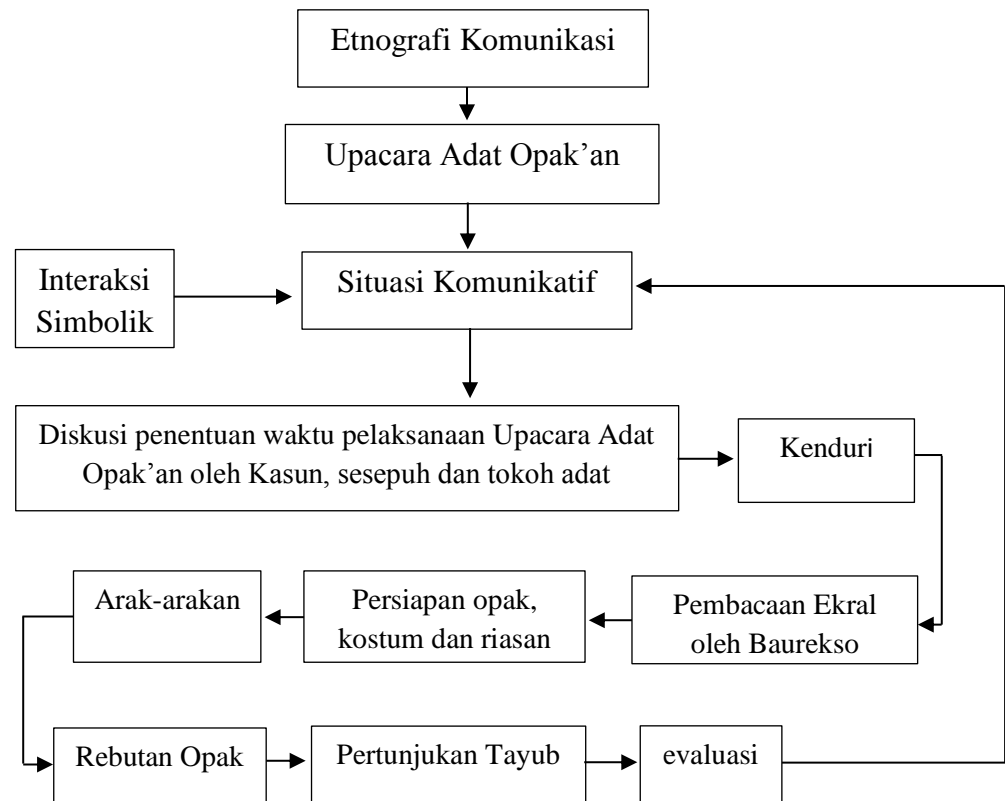 Etnografi Komunikasi
Upacara Adat Opak’an
Interaksi
Simbolik
Situasi Komunikatif
Diskusi penentuan waktu pelaksanaan Upacara Adat
Opak’an oleh Kasun, sesepuh dan tokoh adat
Kenduri
Arak-arakan
Persiapan opak,
kostum dan riasan
Pembacaan Ekral
oleh Baurekso
Rebutan Opak
Pertunjukan Tayub
evaluasi